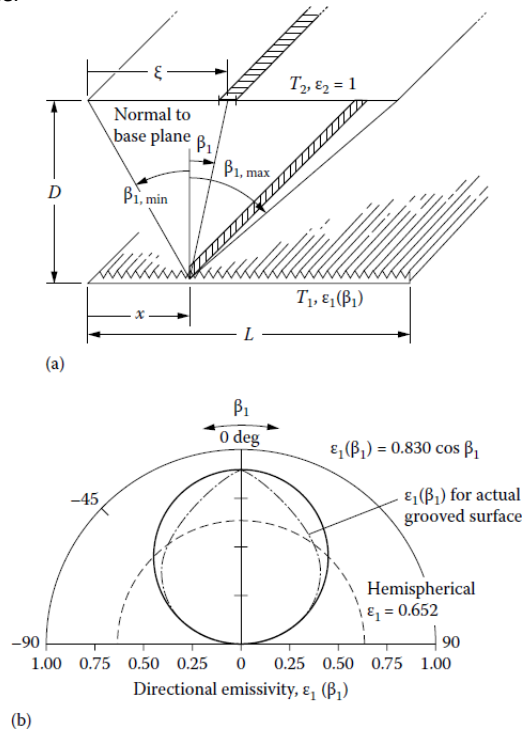 ξ
T2, ε2 = 1
Normal to
base plane
β1
β1, max
β1, min
D
T1, ε1(β1)
x
L
(a)
β1
0 deg
ε1(β1) = 0.830 cos β1
−45
ε1(β1) for actual
grooved surface
Hemispherical
ε1 = 0.652
−90
90
1.00 0.75 0.50 0.25 0 0.25 0.50 0.75 1.00
Directional emissivity, ε1 (β1)
(b)